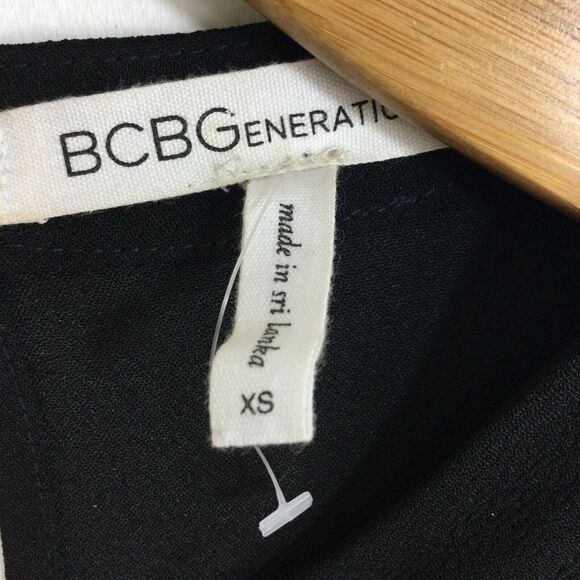 BCBGENERATIO
made in sri lanka
XS